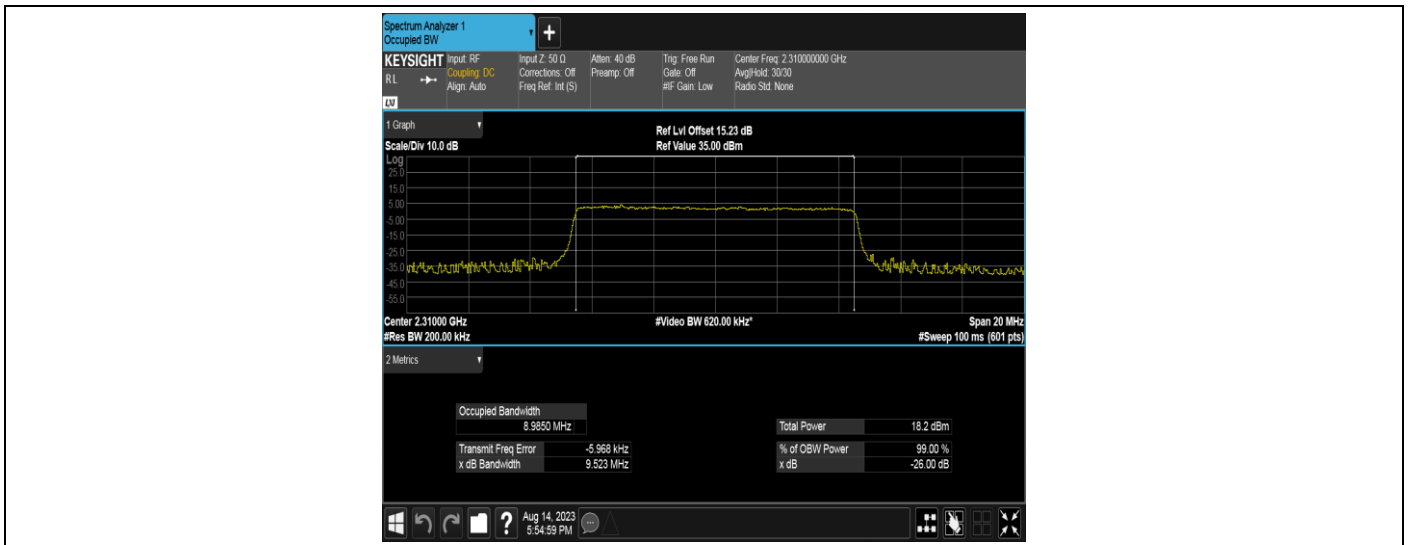 Spectrum Analyzer 1
Occupied BW
+
KEYSIGHT Input: RF Input Z: 50 Ω Atten: 40 dB Trig: Free Run Center Freq: 2.310000000 GHz
RL Coupling: DC Corrections: Off Preamp: Off Gate: Off Avg|Hold: 30/30
Align: Auto Freq Ref: Int (S) #IF Gain: Low Radio Std: None
LXI
1 Graph Ref Lvl Offset 15.23 dB
Scale/Div 10.0 dB Ref Value 35.00 dBm
Log
25.0
15.0
5.00
-5.00
-15.0
-25.0
-35.0
-45.0
-55.0
Center 2.31000 GHz #Video BW 620.00 kHz* Span 20 MHz
#Res BW 200.00 kHz #Sweep 100 ms (601 pts)
2 Metrics
Occupied Bandwidth
8.9850 MHz Total Power 18.2 dBm
Transmit Freq Error -5.968 kHz % of OBW Power 99.00 %
x dB Bandwidth 9.523 MHz x dB -26.00 dB
? Aug 14, 2023
5:54:59 PM